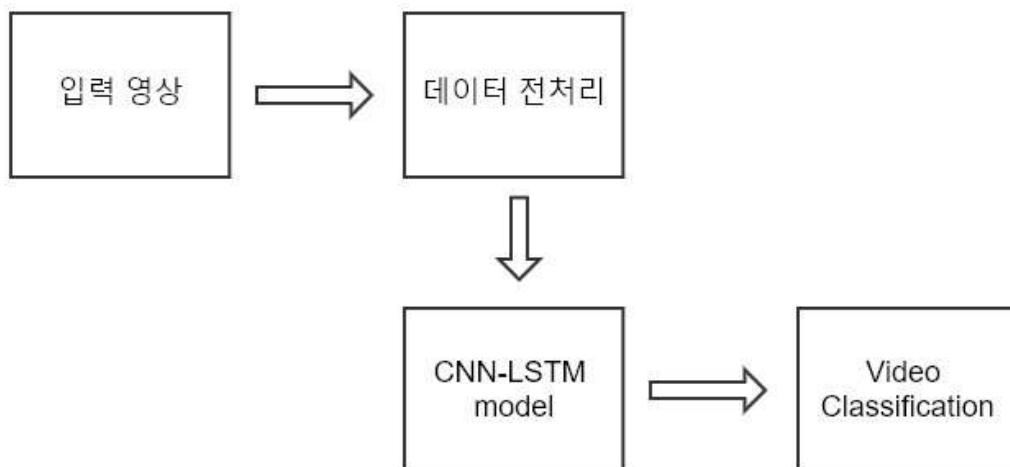 입력 영상
데이터 전처리
CNN-LSTM
model
Video
Classification